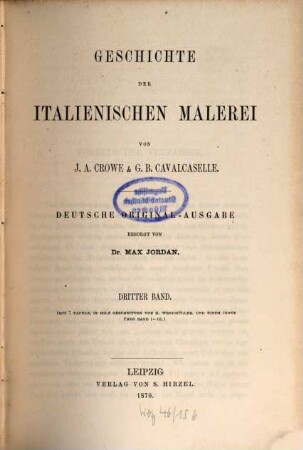 GESCHICHTE
DER
ITALIENISCHEN MALEREI
VON
J. A. CROWE & G. B. CAVALCASELLE.
DEUTSCHE ORIGINAL-AUSGABE
BESORGT VON
Dr. MAX JORDAN.
DRITTER BAND.
LEIPZIG
VERLAG VON S. HIRZEL.
1870.